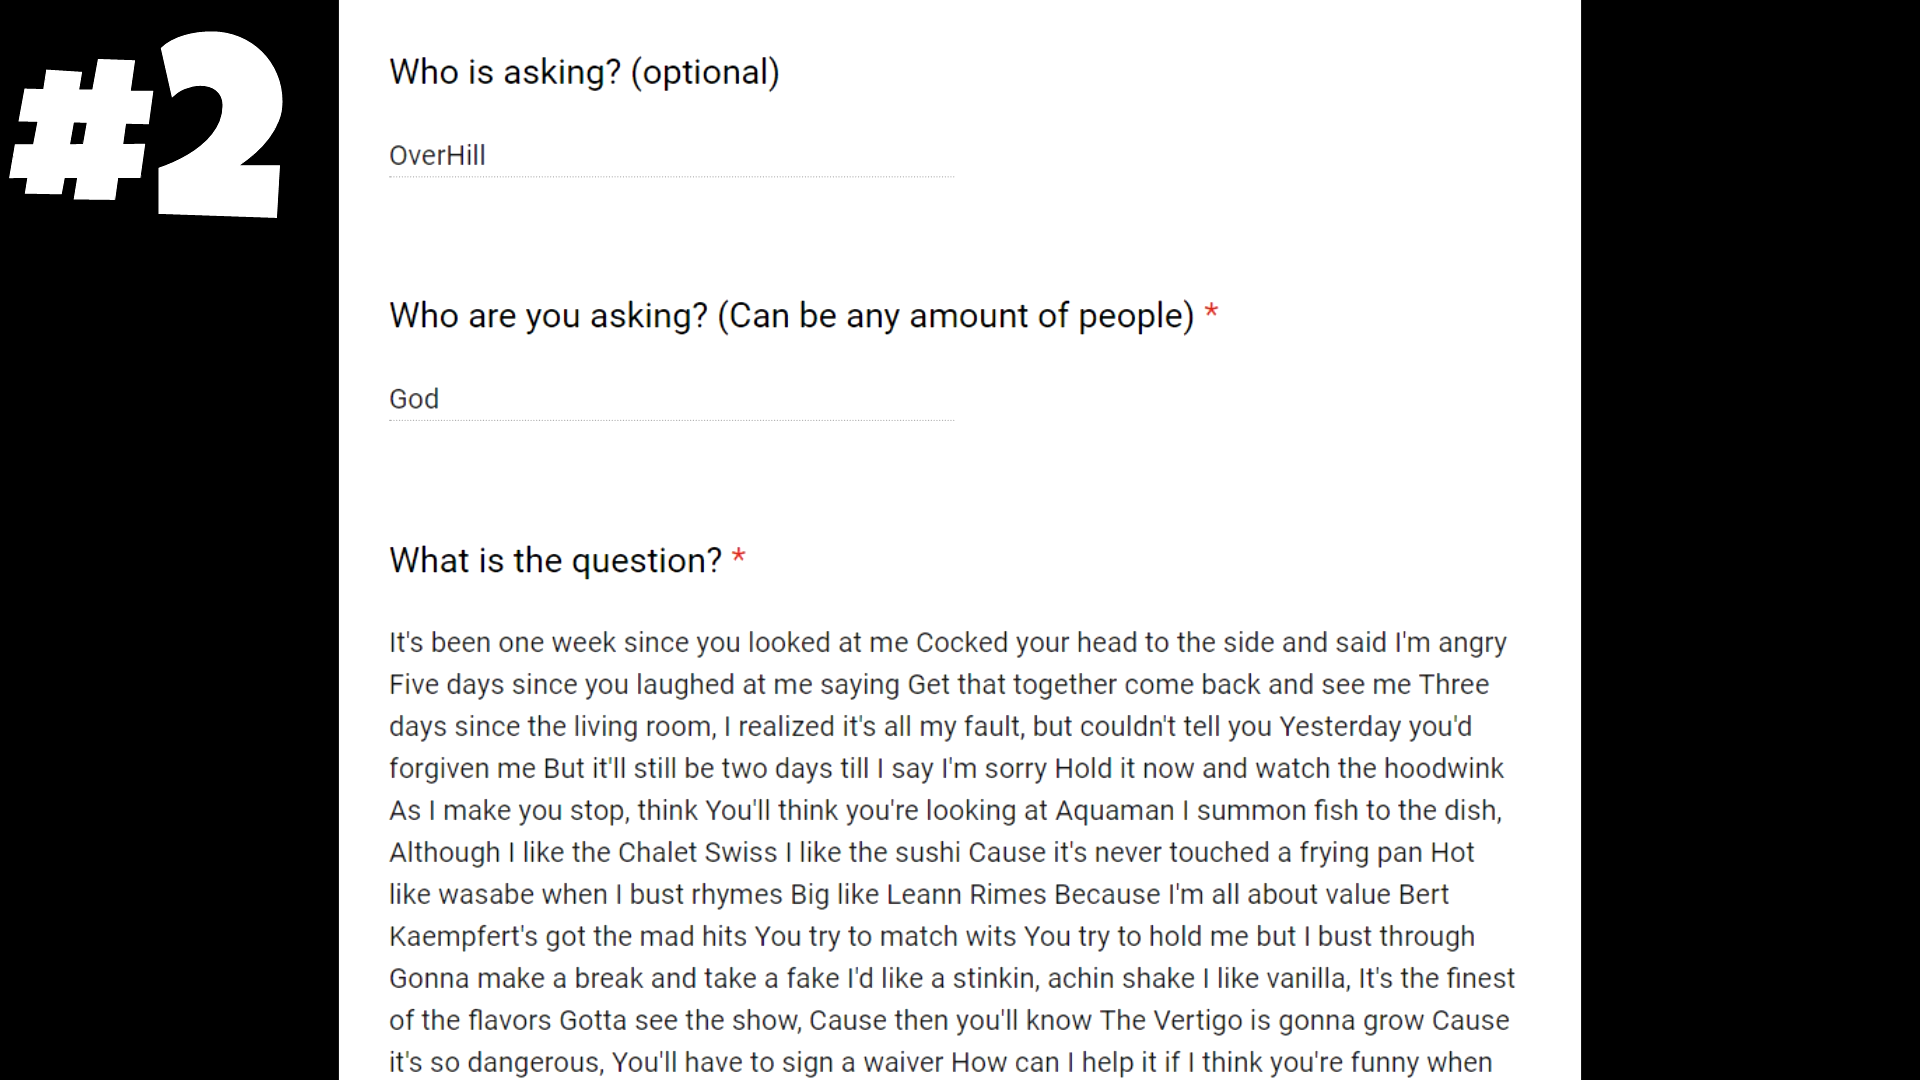 #2
Who is asking? (optional)
OverHill
Who are you asking? (Can be any amount of people) *
God
What is the question? *
It's been one week since you looked at me Cocked your head to the side and said I'm angry
Five days since you laughed at me saying Get that together come back and see me Three
days since the living room, I realized it's all my fault, but couldn't tell you Yesterday you'd
forgiven me But it'll still be two days till I say I'm sorry Hold it now and watch the hoodwink
As I make you stop, think You'll think you're looking at Aquaman I summon fish to the dish,
Although I like the Chalet Swiss I like the sushi Cause it's never touched a frying pan Hot
like wasabe when I bust rhymes Big like Leann Rimes Because I'm all about value Bert
Kaempfert's got the mad hits You try to match wits You try to hold me but I bust through
Gonna make a break and take a fake I'd like a stinkin, achin shake I like vanilla, It's the finest
of the flavors Gotta see the show, Cause then you'll know The Vertigo is gonna grow Cause
it's so dangerous, You'll have to sign a waiver How can I help it if I think you're funny when